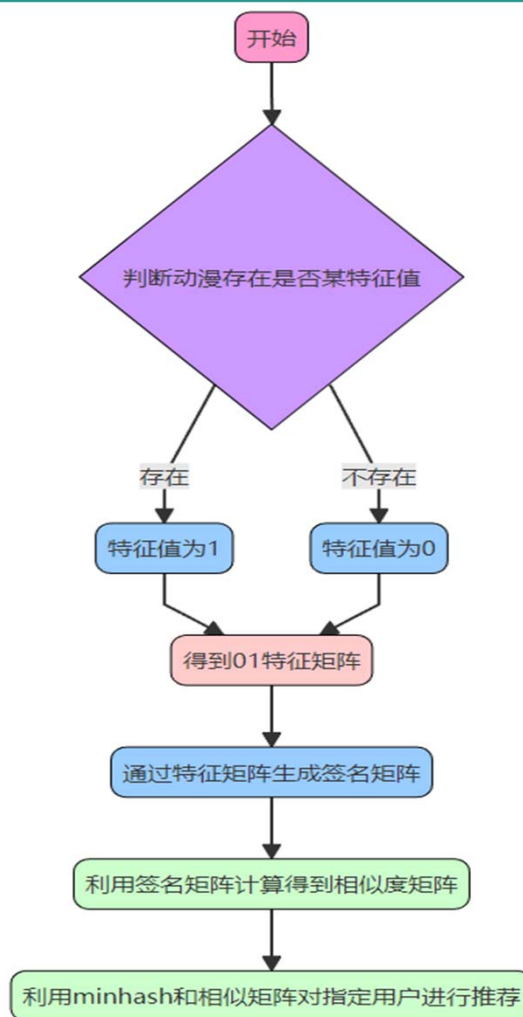 开始
判断动漫存在是否某特征值
存在
不存在
特征值为1
特征值为0
得到01特征矩阵
通过特征矩阵生成签名矩阵
利用签名矩阵计算得到相似度矩阵
利用minhash和相似矩阵对指定用户进行推荐